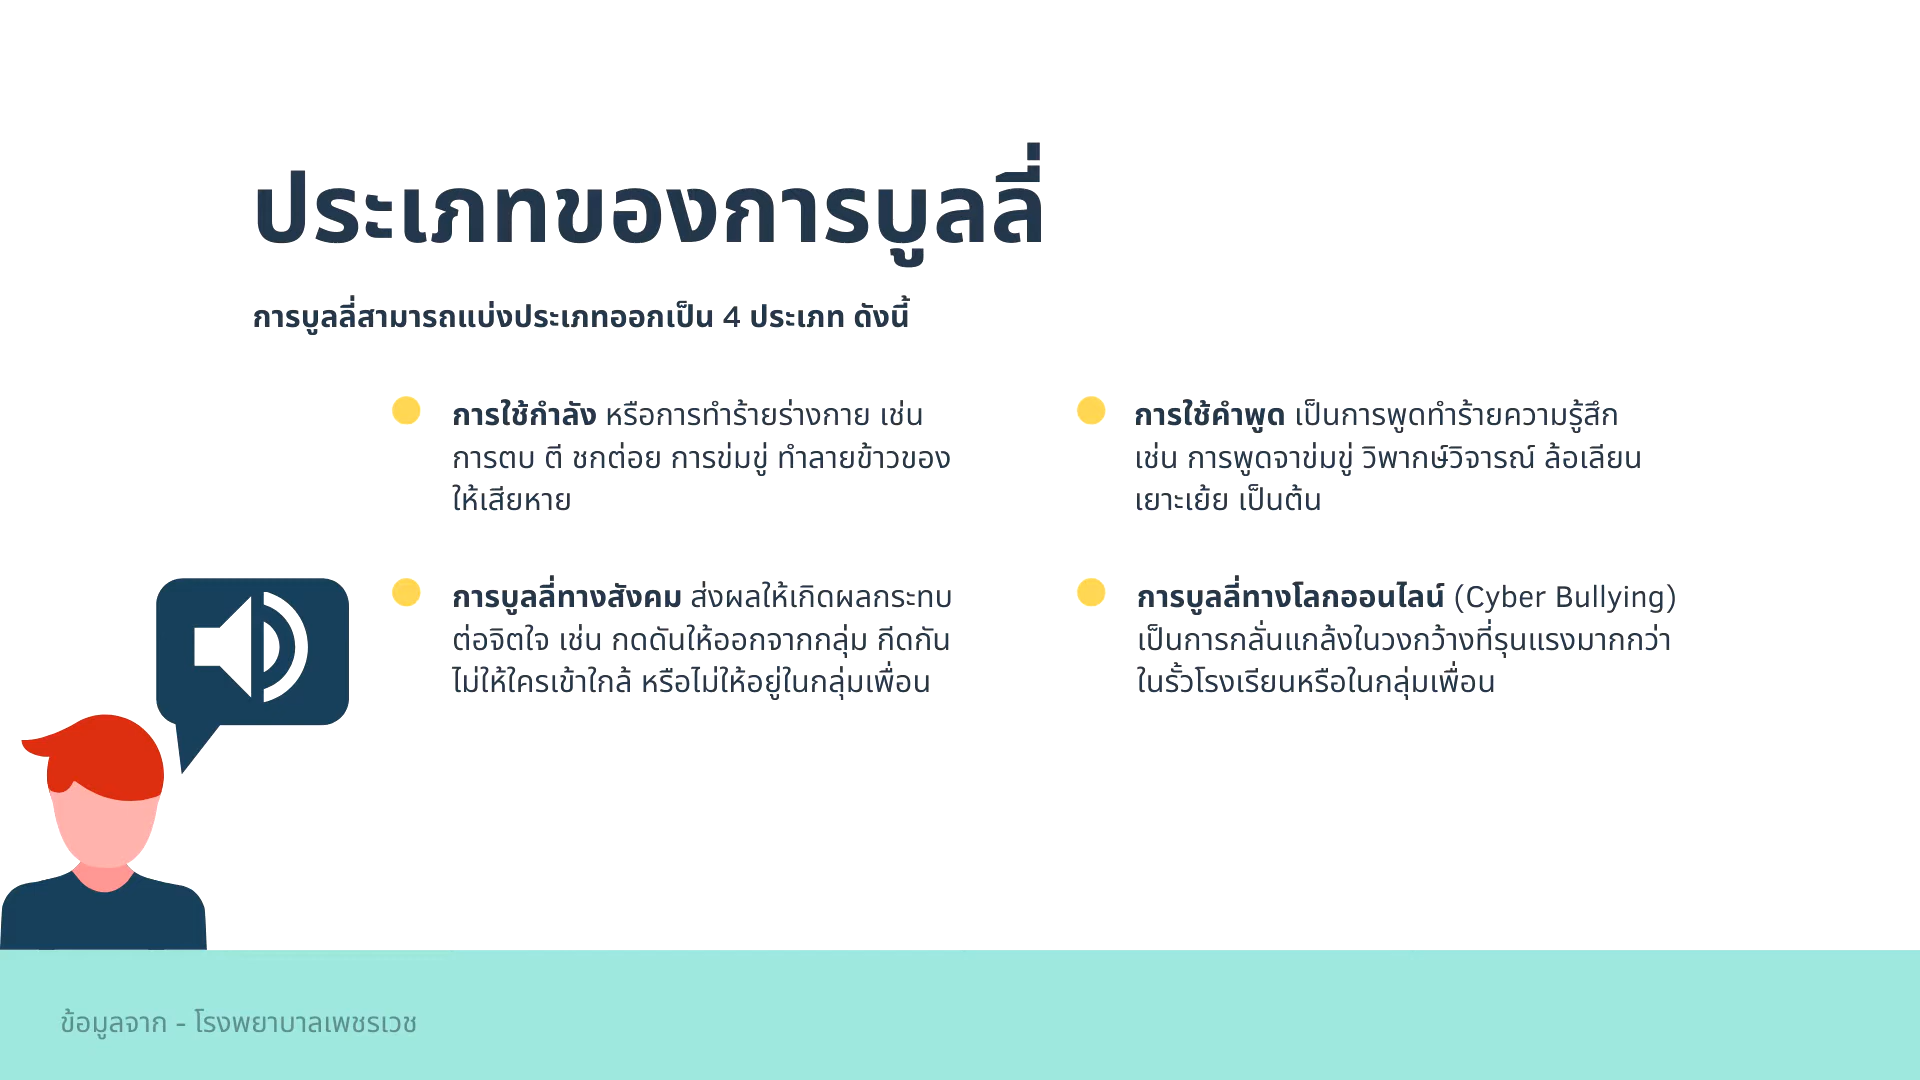 ประเภทของการบูลลี่
การบูลลี่สามารถแบ่งประเภทออกเป็น 4 ประเภท ดังนี้
การใช้กำลัง หรือการทำร้ายร่างกาย เช่น
การตบ ตี ชกต่อย การข่มขู่ ทำลายข้าวของ
ให้เสียหาย
การใช้คำพูด เป็นการพูดทำร้ายความรู้สึก
เช่น การพูดจาข่มขู่ วิพากษ์วิจารณ์ ล้อเลียน
เยาะเย้ย เป็นต้น
การบูลลี่ทางสังคม ส่งผลให้เกิดผลกระทบ
ต่อจิตใจ เช่น กดดันให้ออกจากกลุ่ม กีดกัน
ไม่ให้ใครเข้าใกล้ หรือไม่ให้อยู่ในกลุ่มเพื่อน
การบูลลี่ทางโลกออนไลน์ (Cyber Bullying)
เป็นการกลั่นแกล้งในวงกว้างที่รุนแรงมากกว่า
ในรั้วโรงเรียนหรือในกลุ่มเพื่อน
ข้อมูลจาก - โรงพยาบาลเพชรเวช